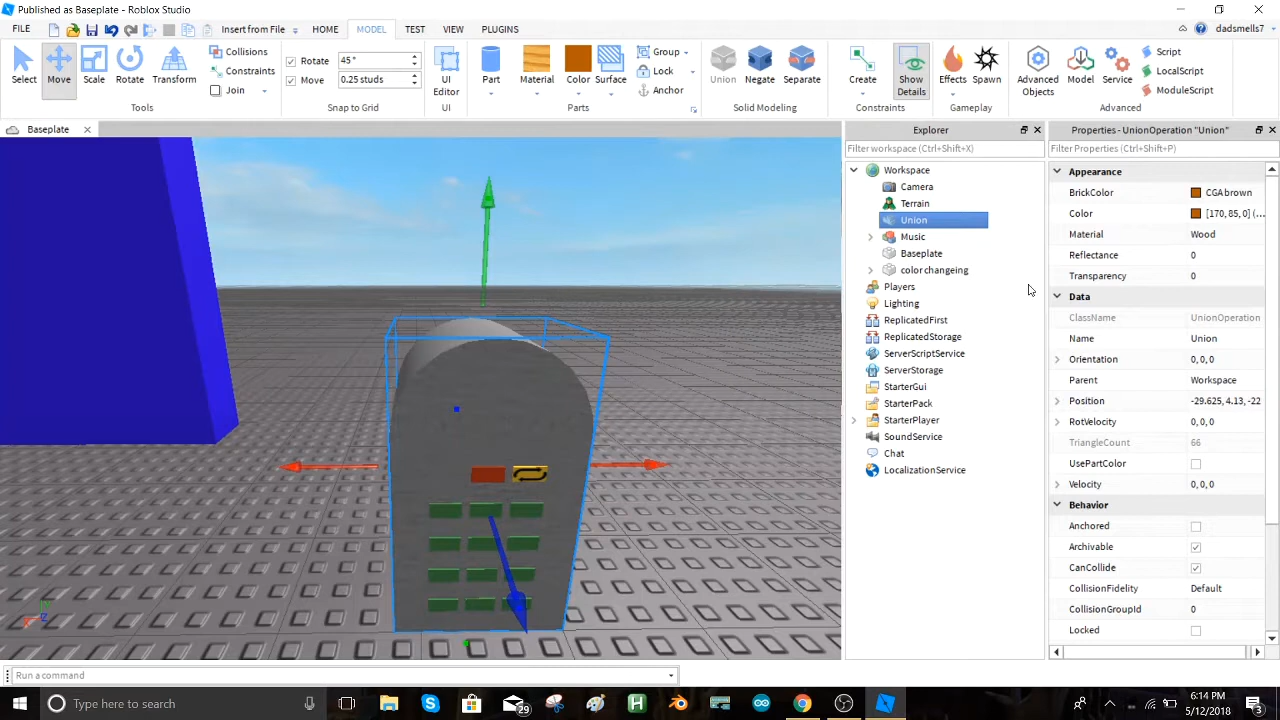 Published as Baseplate - Roblox Studio
FILE
Insert from File
HOME
MODEL
TEST
VIEW
PLUGINS
dadsmells7
Select
Move
Scale
Rotate
Transform
Collisions
Constraints
Join
Tools
Rotate 45°
Move 0.25 studs
Snap to Grid
UI Editor
UI
Part
Material
Color
Surface
Group
Lock
Anchor
Parts
Union
Negate
Separate
Solid Modeling
Create
Show Details
Constraints
Effects
Spawn
Gameplay
Advanced Objects
Model
Service
Script
LocalScript
ModuleScript
Advanced
Baseplate
Explorer
Filter workspace (Ctrl+Shift+X)
Workspace
Camera
Terrain
Union
Music
Baseplate
color changeing
Players
Lighting
ReplicatedFirst
ReplicatedStorage
ServerScriptService
ServerStorage
StarterGui
StarterPack
StarterPlayer
SoundService
Chat
LocalizationService
Properties - UnionOperation "Union"
Filter Properties (Ctrl+Shift+P)
Appearance
BrickColor CGA brown
Color [170, 85, 0] (...
Material Wood
Reflectance 0
Transparency 0
Data
ClassName UnionOperation
Name Union
Orientation 0, 0, 0
Parent Workspace
Position -29.625, 4.13, -22
RotVelocity 0, 0, 0
TriangleCount 66
UsePartColor
Velocity 0, 0, 0
Behavior
Anchored
Archivable
CanCollide
CollisionFidelity Default
CollisionGroupId 0
Locked
Run a command
Type here to search
29
6:14 PM
5/12/2018
3